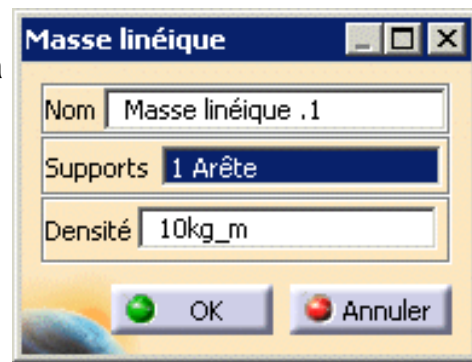 Masse linéique
Nom Masse linéique .1
Supports 1 Arête
Densité 10kg_m
OK Annuler